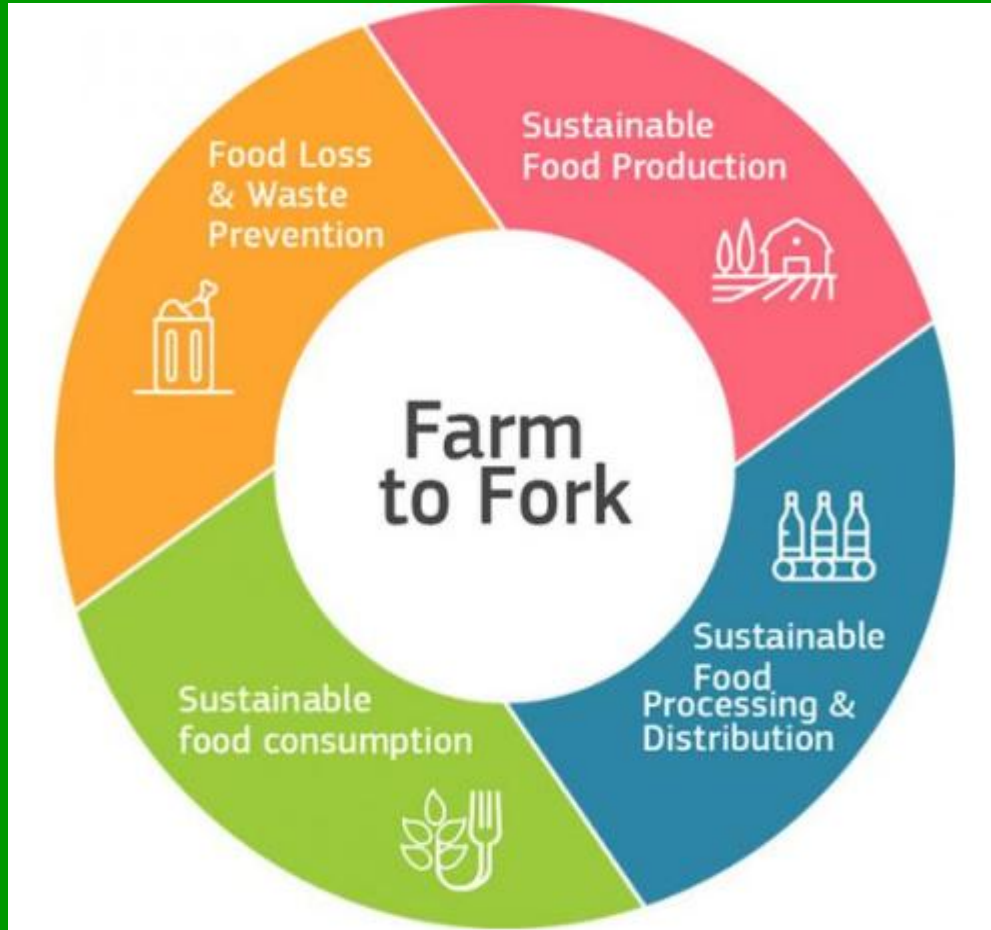 Food Loss
& Waste
Prevention
Sustainable
Food Production
Farm
to Fork
Sustainable
Food
Processing &
Distribution
Sustainable
food consumption